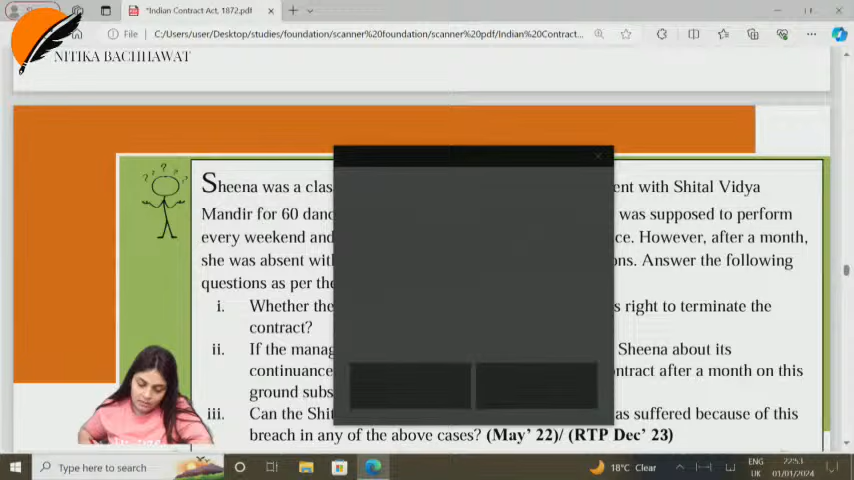 *Indian Contract Act, 1872.pdf
File C:/Users/user/Desktop/studies/foundation/scanner%20foundation/scanner%20pdf/Indian%20Contract...
NITIKA BACHHAWAT
Sheena was a clas ent with Shital Vidya
Mandir for 60 danc was supposed to perform
every weekend and ce. However, after a month,
she was absent with ons. Answer the following
questions as per the
i. Whether the s right to terminate the
contract?
ii. If the manag Sheena about its
continuance ontract after a month on this
ground subs
iii. Can the Shit as suffered because of this
breach in any of the above cases? (May' 22)/ (RTP Dec' 23)
Type here to search
18°C Clear
ENG
UK
22:53
01/01/2024